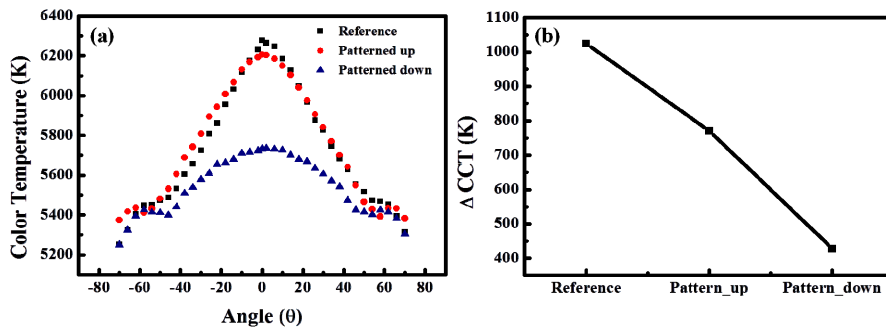 (a)
Reference
Patterned up
Patterned down
Color Temperature (K)
6400
6200
6000
5800
5600
5400
5200
-80 -60 -40 -20 0 20 40 60 80
Angle (θ)
(b)
Δ CCT (K)
1100
1000
900
800
700
600
500
400
Reference Pattern_up Pattern_down